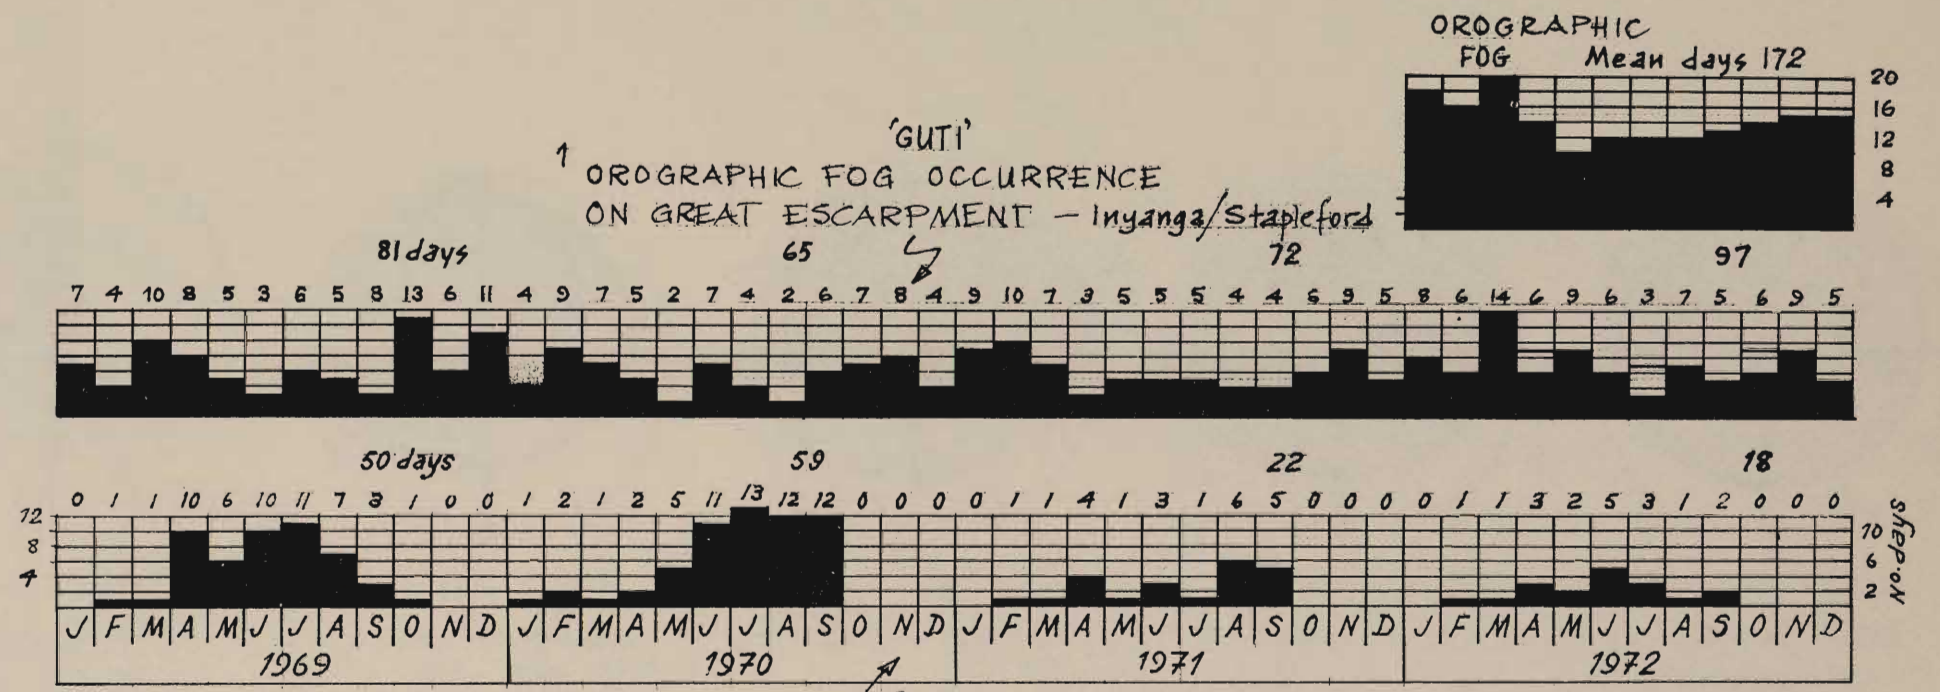 OROGRAPHIC
FOG Mean days 172
20
16
12
8
4
'GUTI'
1 OROGRAPHIC FOG OCCURRENCE
ON GREAT ESCARPMENT – Inyanga/Stapleford
81 days 65 72 97
7 4 10 8 5 3 6 5 3 13 6 11 4 9 7 5 2 7 4 2 6 7 8 4 9 10 7 3 5 5 5 4 4 6 9 5 8 6 14 6 9 6 3 7 5 6 9 5
50 days 59 22 18
0 1 1 10 6 10 11 7 3 1 0 0 1 2 1 2 5 11 13 12 12 0 0 0 0 1 1 4 1 3 1 6 5 0 0 0 0 1 1 3 2 5 3 1 2 0 0 0
12
8
4
10
6
2
No. days
J F M A M J J A S O N D J F M A M J J A S O N D J F M A M J J A S O N D J F M A M J J A S O N D
1969 1970 1971 1972